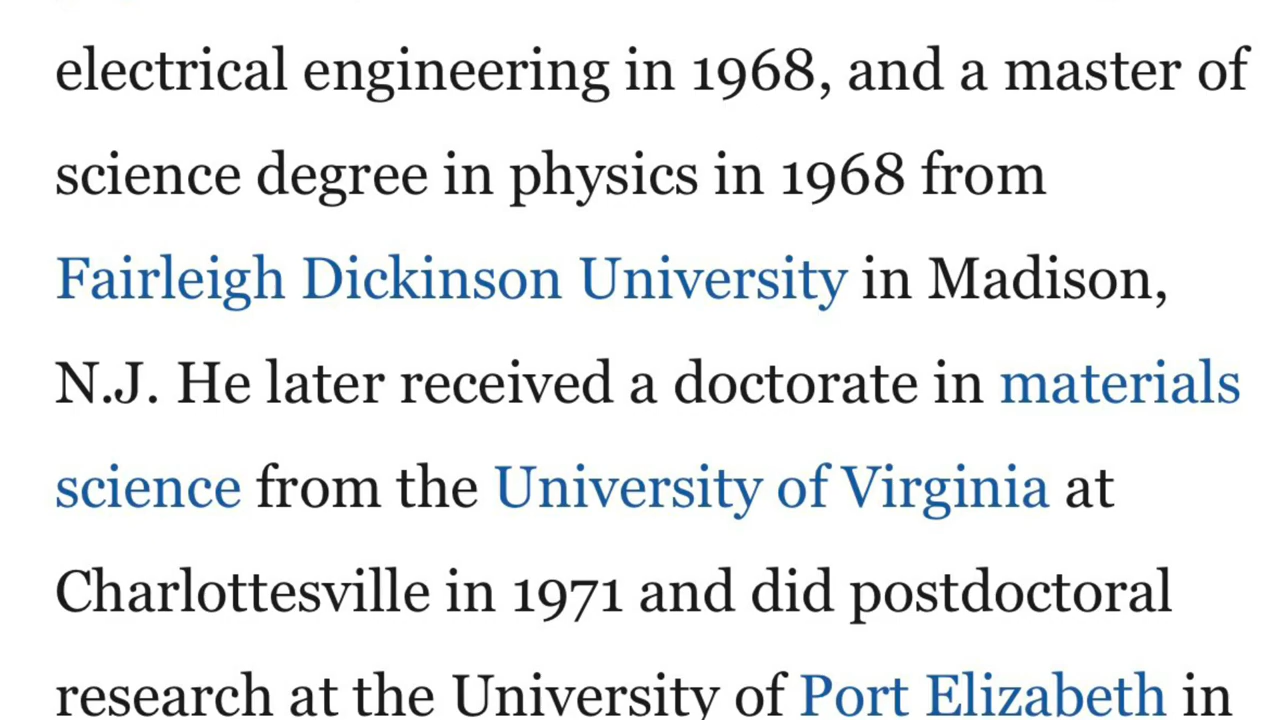 electrical engineering in 1968, and a master of
science degree in physics in 1968 from
Fairleigh Dickinson University in Madison,
N.J. He later received a doctorate in materials
science from the University of Virginia at
Charlottesville in 1971 and did postdoctoral
research at the University of Port Elizabeth in